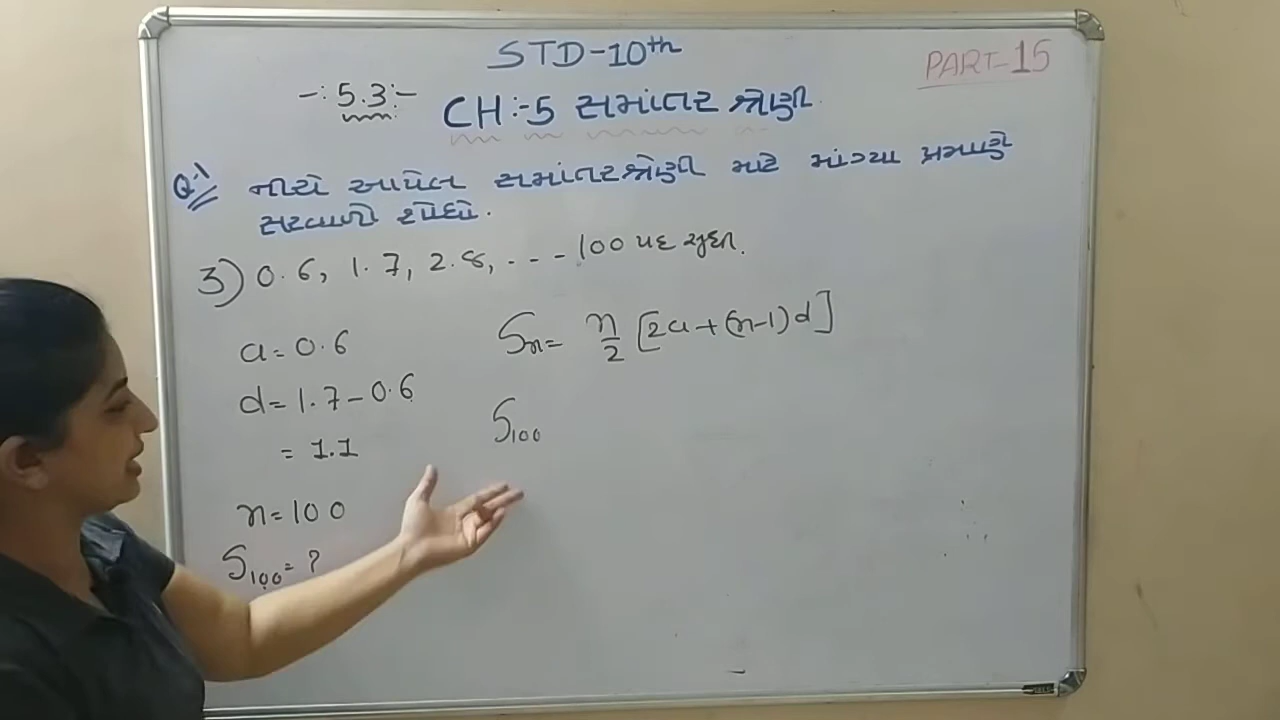 STD-10th
PART-15
-: 5.3 :-
CH:-5 સમાંતર શ્રેણી
Q.1 નીચે આપેલ સમાંતરશ્રેણી માટે માંગ્યા પ્રમાણે
સરવાળો શોધો.
3) 0.6, 1.7, 2.8, - - - 100 પદ સુધી.
a = 0.6
d = 1.7 - 0.6
= 1.1
n = 100
S₁₀₀ = ?
Sₙ = n/2 [2a + (n-1)d]
S₁₀₀